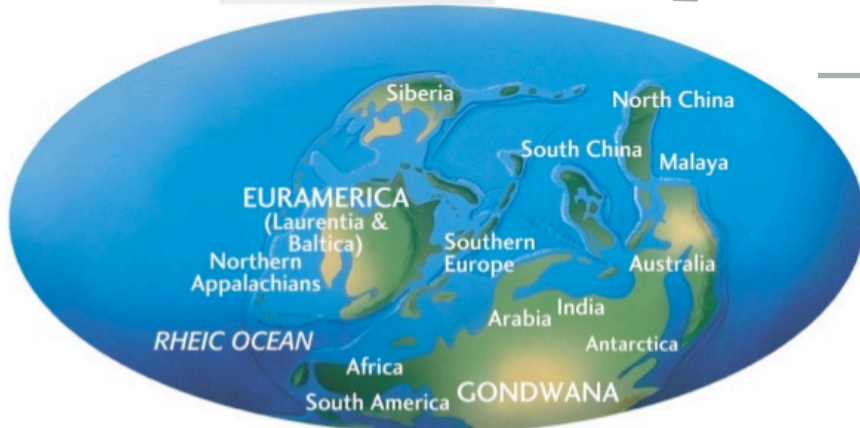 Siberia
North China
South China
Malaya
EURAMERICA
(Laurentia &
Baltica)
Northern
Appalachians
Southern
Europe
Australia
India
Arabia
RHEIC OCEAN
Antarctica
Africa
South America
GONDWANA